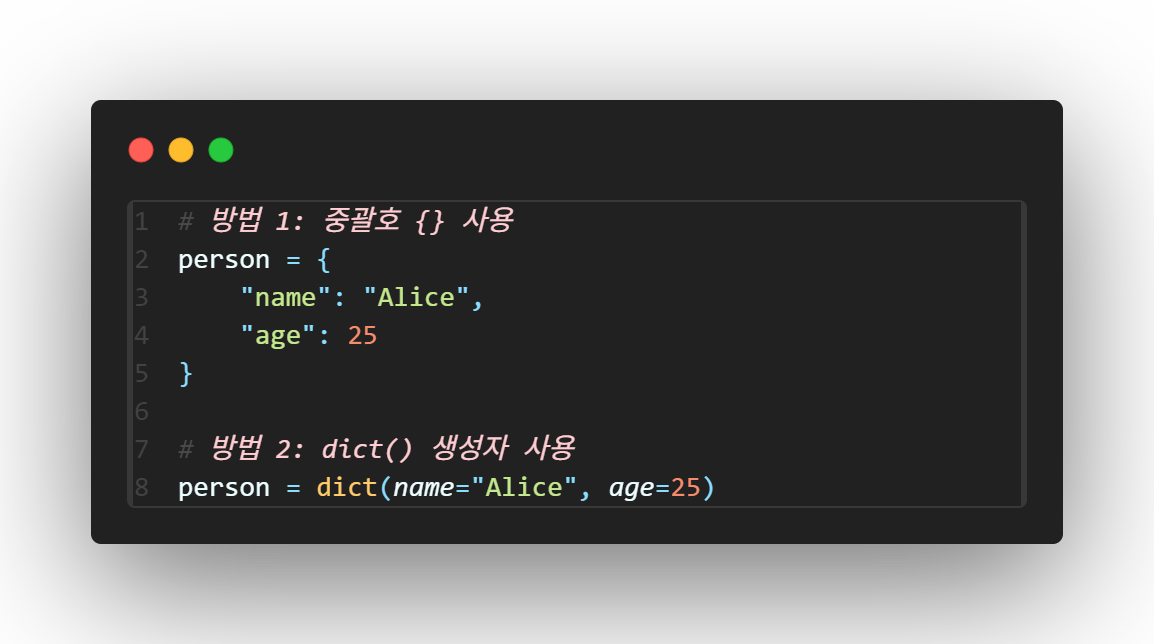 1 # 방법 1: 중괄호 {} 사용
2 person = {
3     "name": "Alice",
4     "age": 25
5 }
6
7 # 방법 2: dict() 생성자 사용
8 person = dict(name="Alice", age=25)